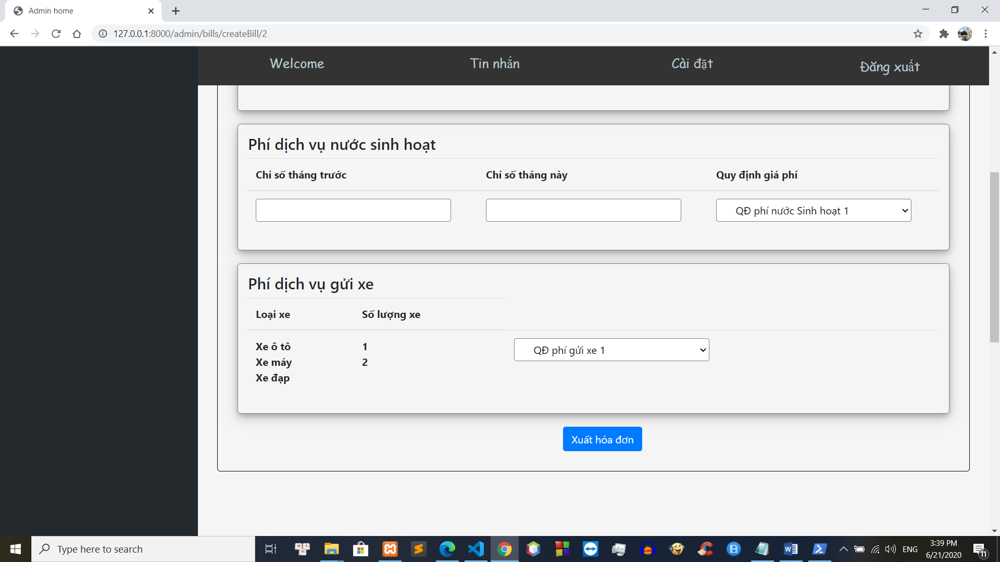 Admin home
127.0.0.1:8000/admin/bills/createBill/2
Welcome
Tin nhắn
Cài đặt
Đăng xuất
Phí dịch vụ nước sinh hoạt
Chỉ số tháng trước
Chỉ số tháng này
Quy định giá phí
QĐ phí nước Sinh hoạt 1
Phí dịch vụ gửi xe
Loại xe
Số lượng xe
Xe ô tô
1
Xe máy
2
Xe đạp
QĐ phí gửi xe 1
Xuất hóa đơn
Type here to search
ENG
3:39 PM
6/21/2020
11